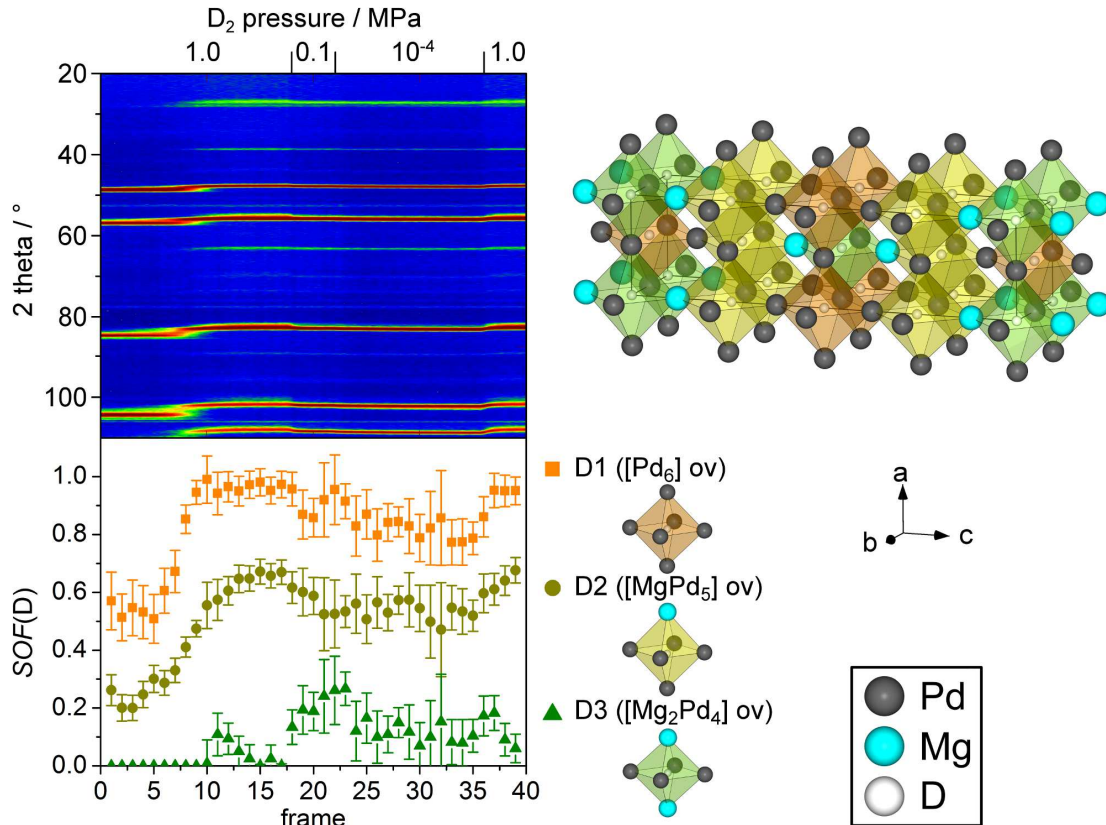 D₂ pressure / MPa
1.0 0.1 10⁻⁴ 1.0
2 theta / °
20
40
60
80
100
SOF(D)
1.0
0.8
0.6
0.4
0.2
0.0
0 5 10 15 20 25 30 35 40
frame
D1 ([Pd₆] ov)
D2 ([MgPd₅] ov)
D3 ([Mg₂Pd₄] ov)
a
b
c
Pd
Mg
D